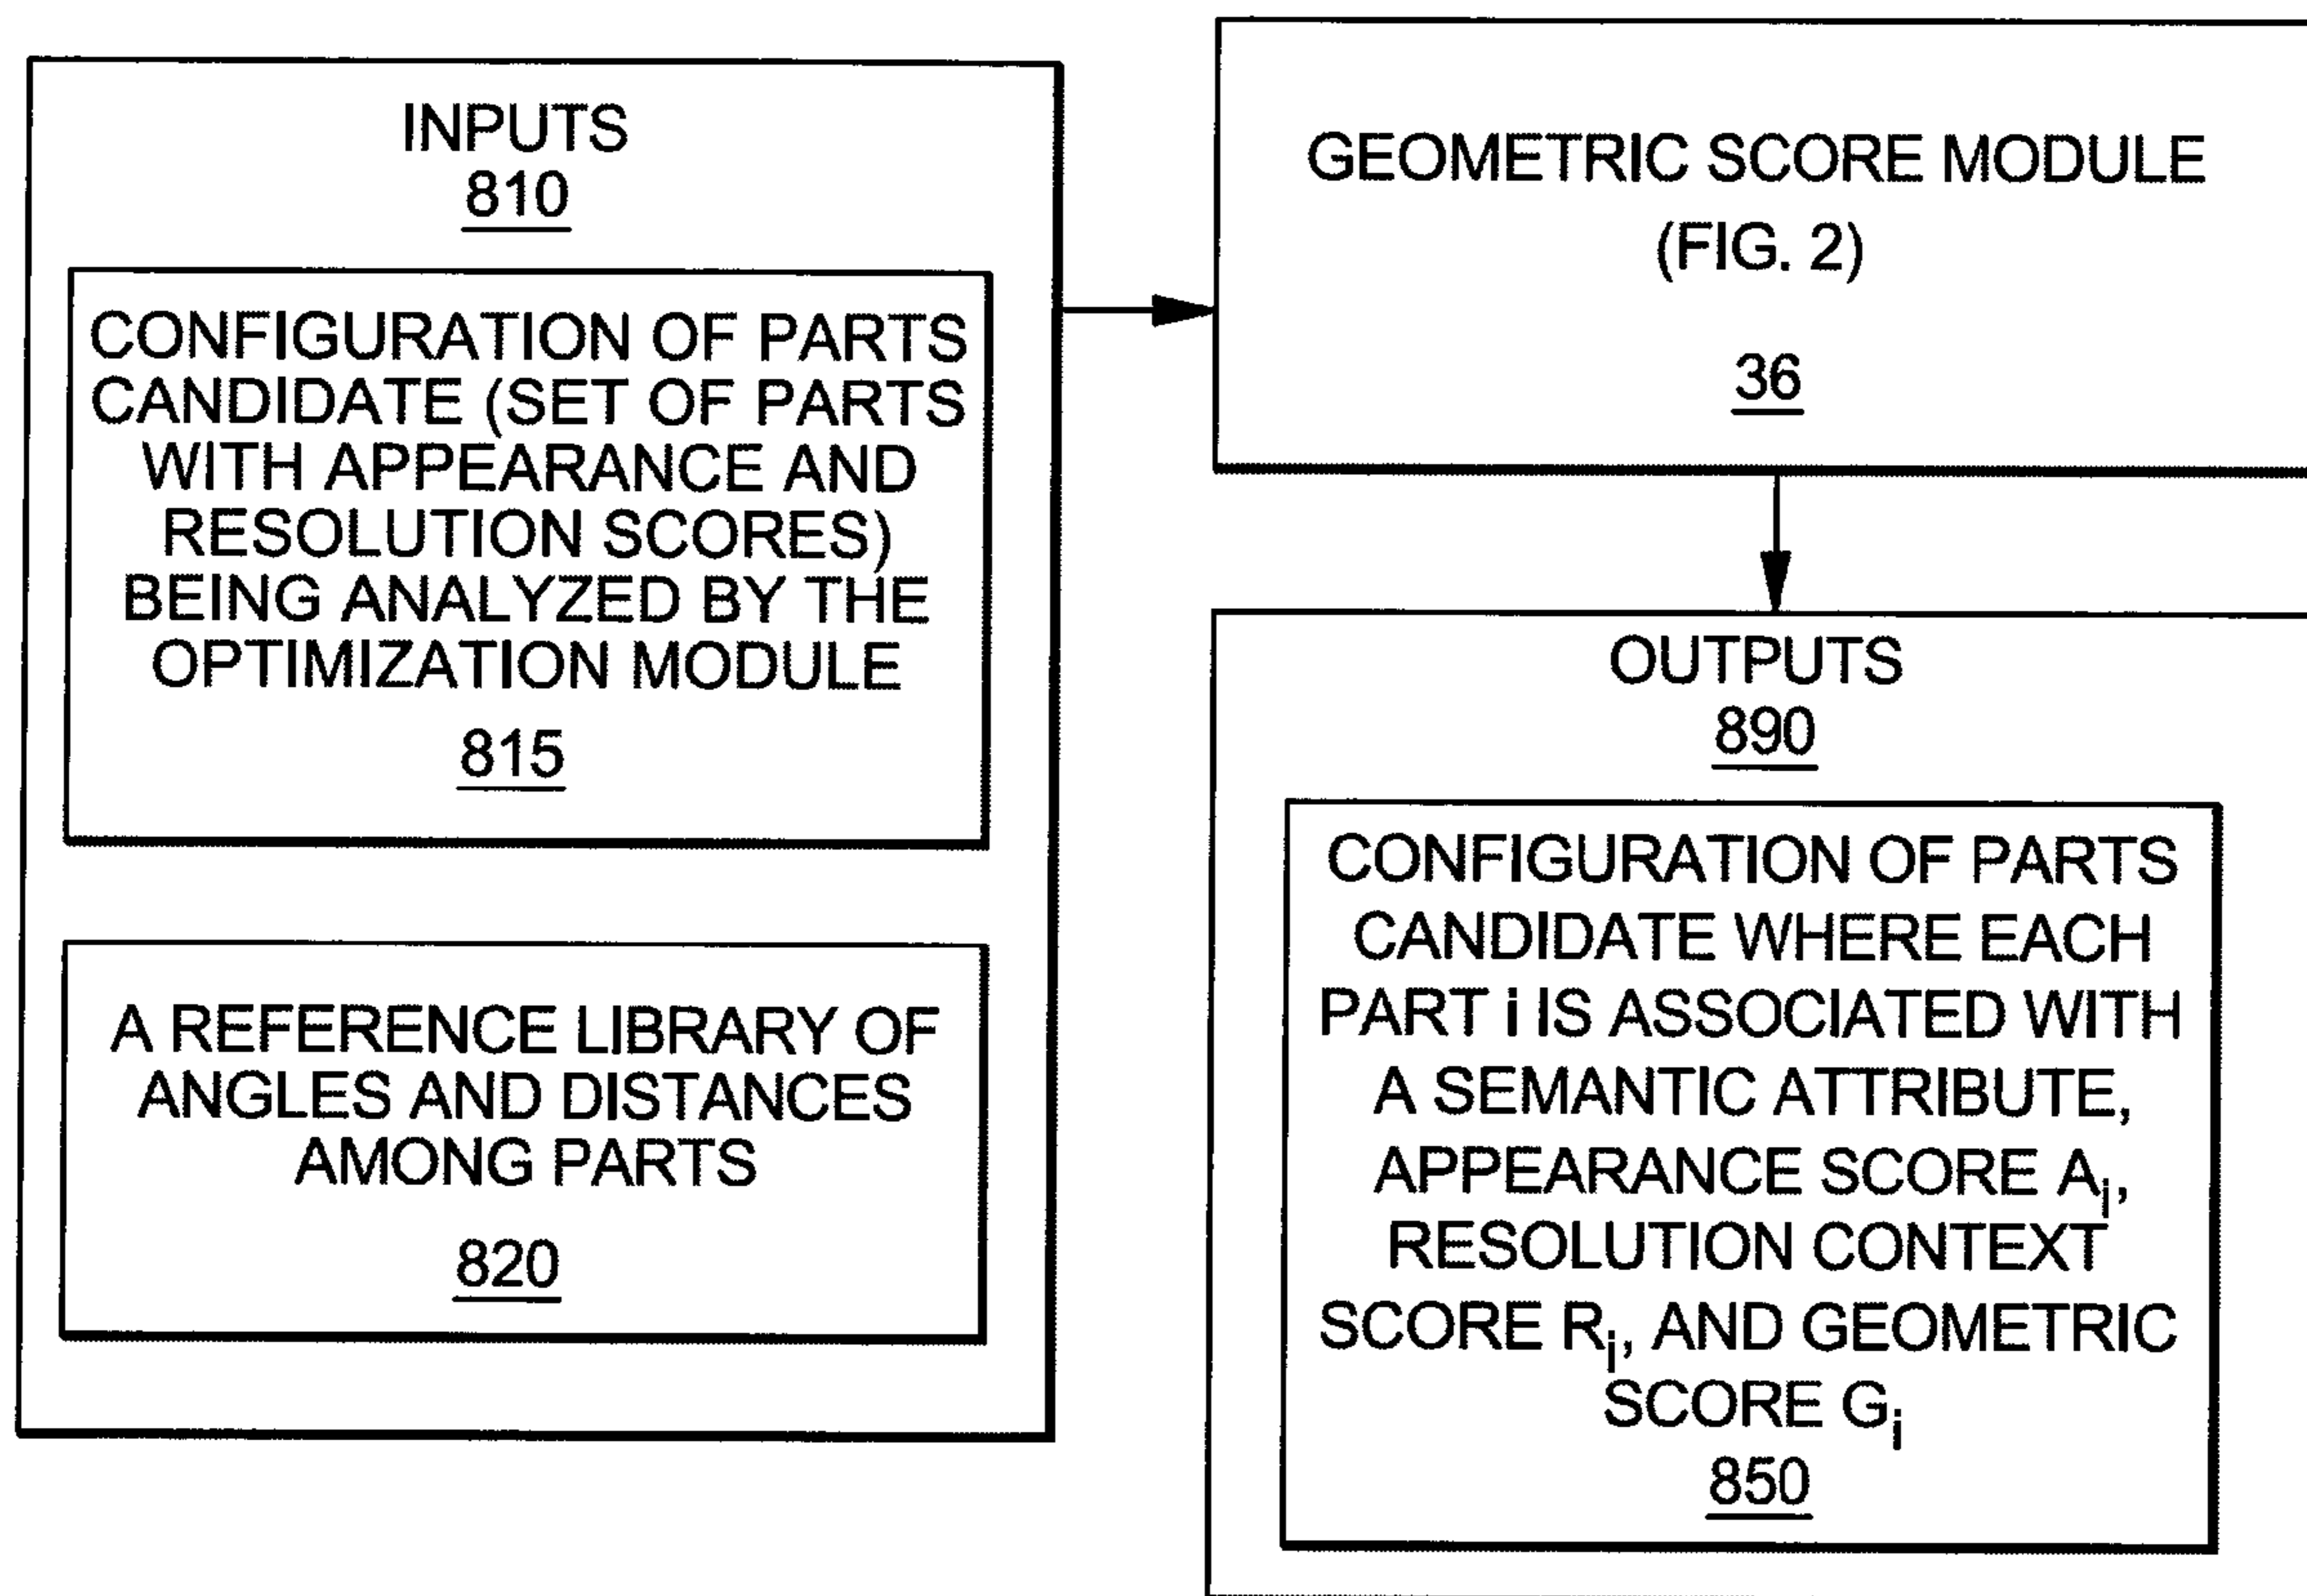 INPUTS
810
CONFIGURATION OF PARTS
CANDIDATE (SET OF PARTS
WITH APPEARANCE AND
RESOLUTION SCORES)
BEING ANALYZED BY THE
OPTIMIZATION MODULE
815
A REFERENCE LIBRARY OF
ANGLES AND DISTANCES
AMONG PARTS
820
GEOMETRIC SCORE MODULE
(FIG. 2)
36
OUTPUTS
890
CONFIGURATION OF PARTS
CANDIDATE WHERE EACH
PART i IS ASSOCIATED WITH
A SEMANTIC ATTRIBUTE,
APPEARANCE SCORE Ai,
RESOLUTION CONTEXT
SCORE Ri, AND GEOMETRIC
SCORE Gi
850